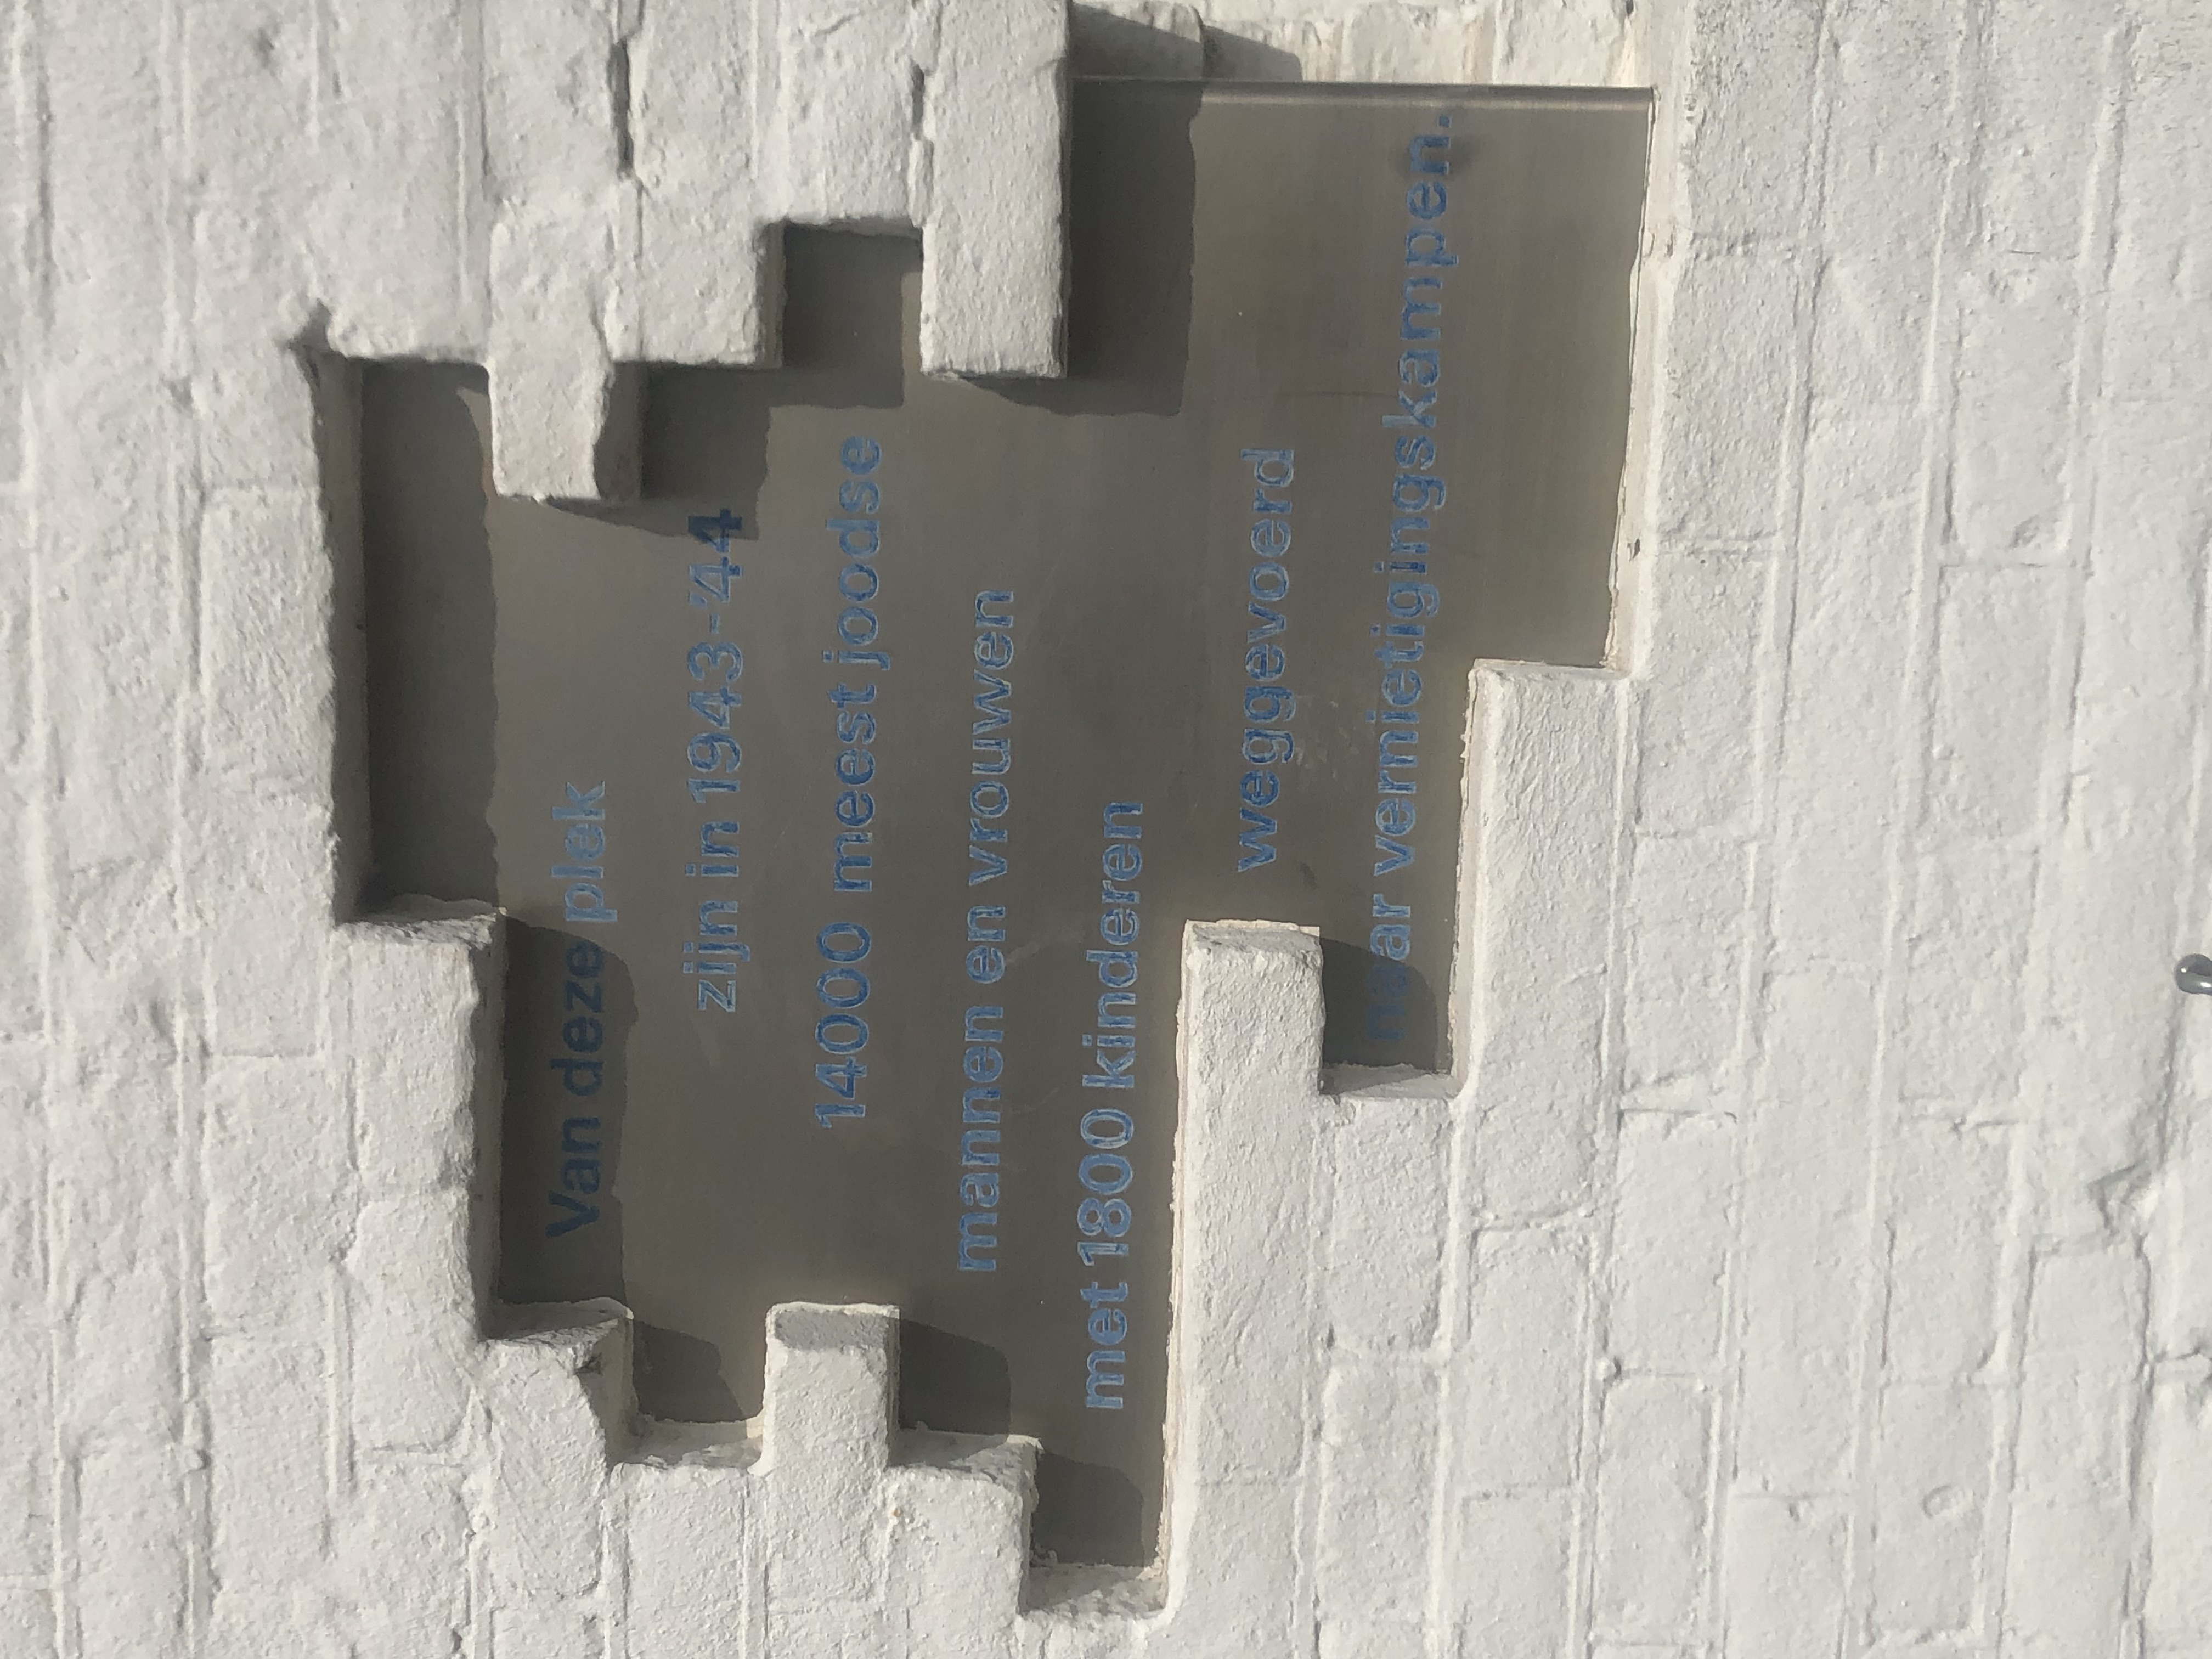 Van deze plek
zijn in 1943-'44
14000 meest joodse
mannen en vrouwen
met 1800 kinderen
weggevoerd
naar vernietigingskampen.